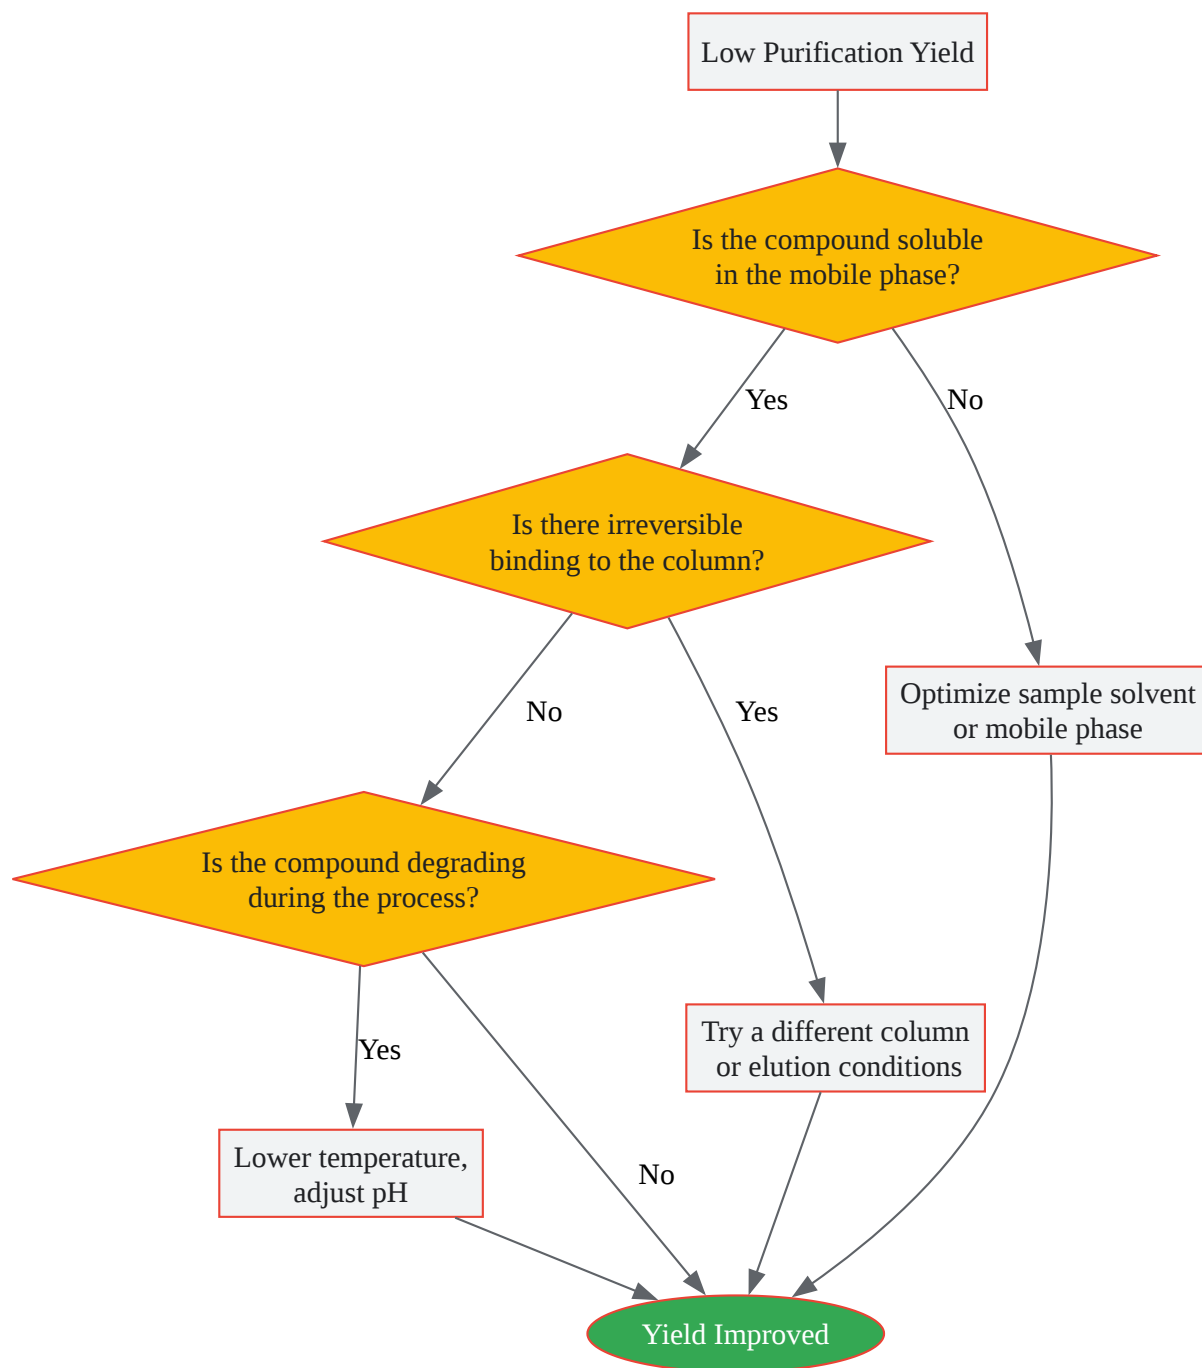 Low Purification Yield
Is the compound soluble
in the mobile phase?
Yes
No
Is there irreversible
binding to the column?
No
Yes
Optimize sample solvent
or mobile phase
Is the compound degrading
during the process?
Yes
No
Try a different column
or elution conditions
Lower temperature,
adjust pH
Yield Improved